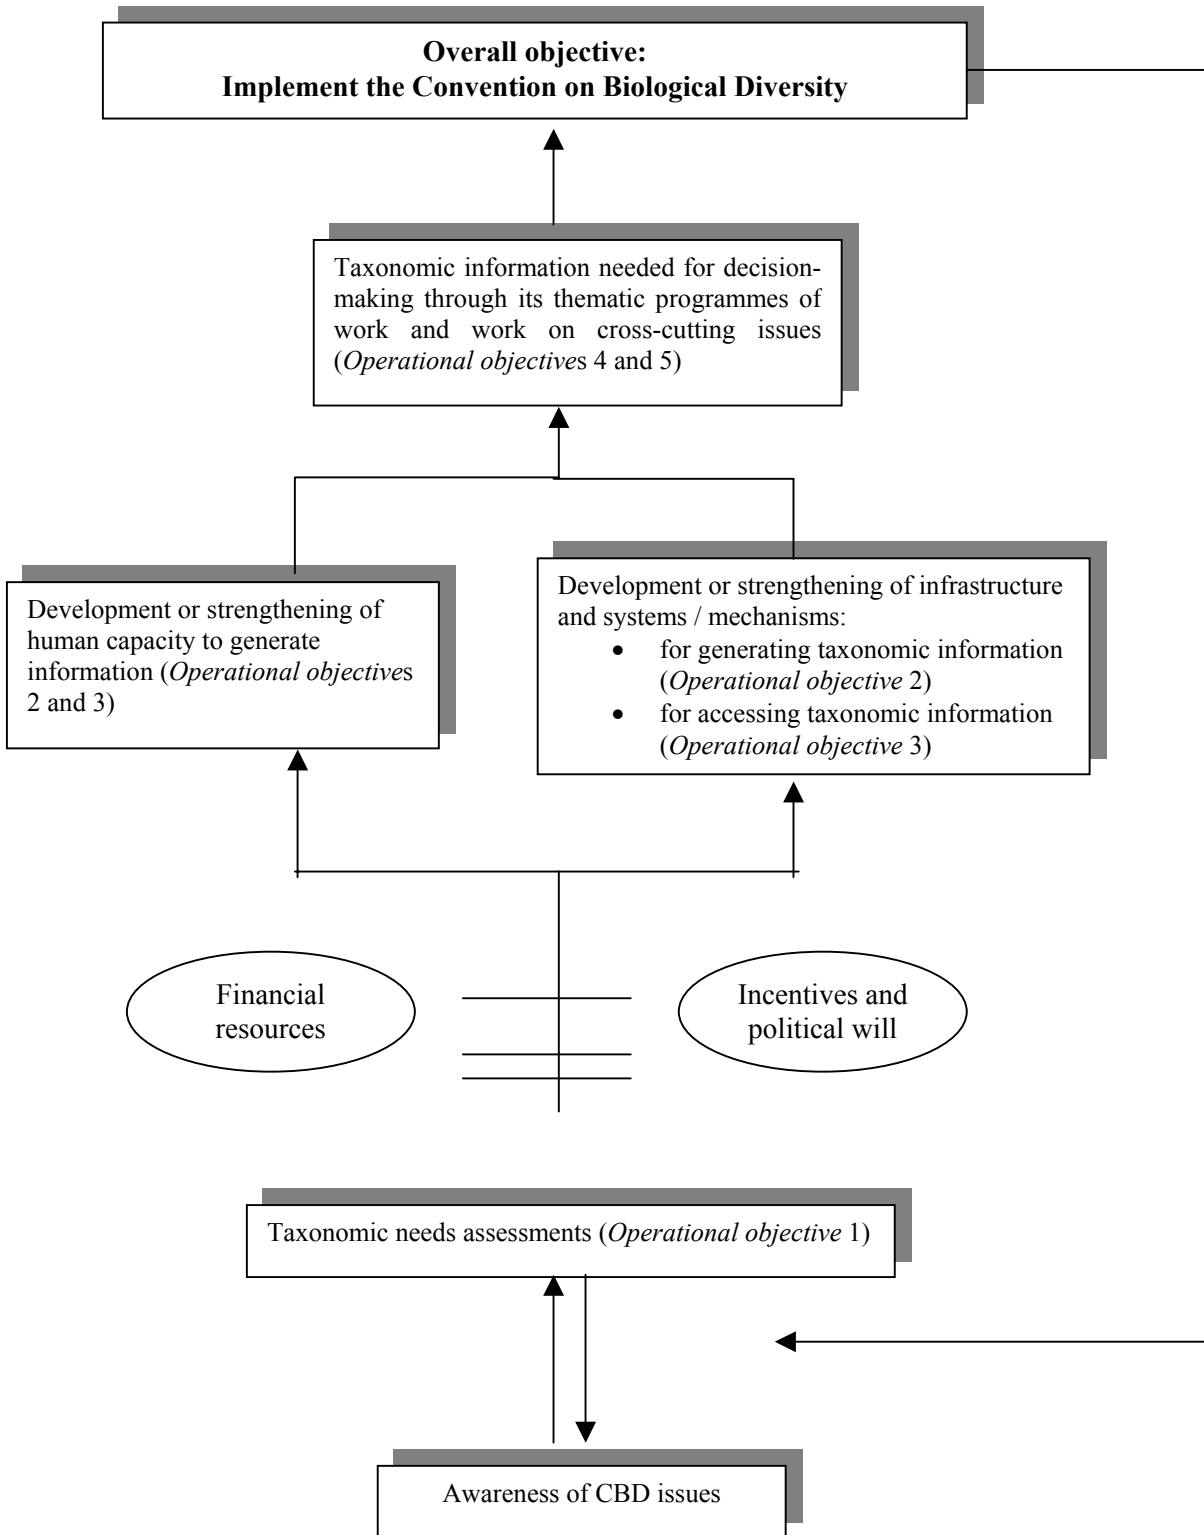 Overall objective:
Implement the Convention on Biological Diversity
Taxonomic information needed for decision-
making through its thematic programmes of
work and work on cross-cutting issues
(Operational objectives 4 and 5)
Development or strengthening of
human capacity to generate
information (Operational objectives
2 and 3)
Development or strengthening of infrastructure
and systems / mechanisms:
• for generating taxonomic information
(Operational objective 2)
• for accessing taxonomic information
(Operational objective 3)
Financial
resources
Incentives and
political will
Taxonomic needs assessments (Operational objective 1)
Awareness of CBD issues